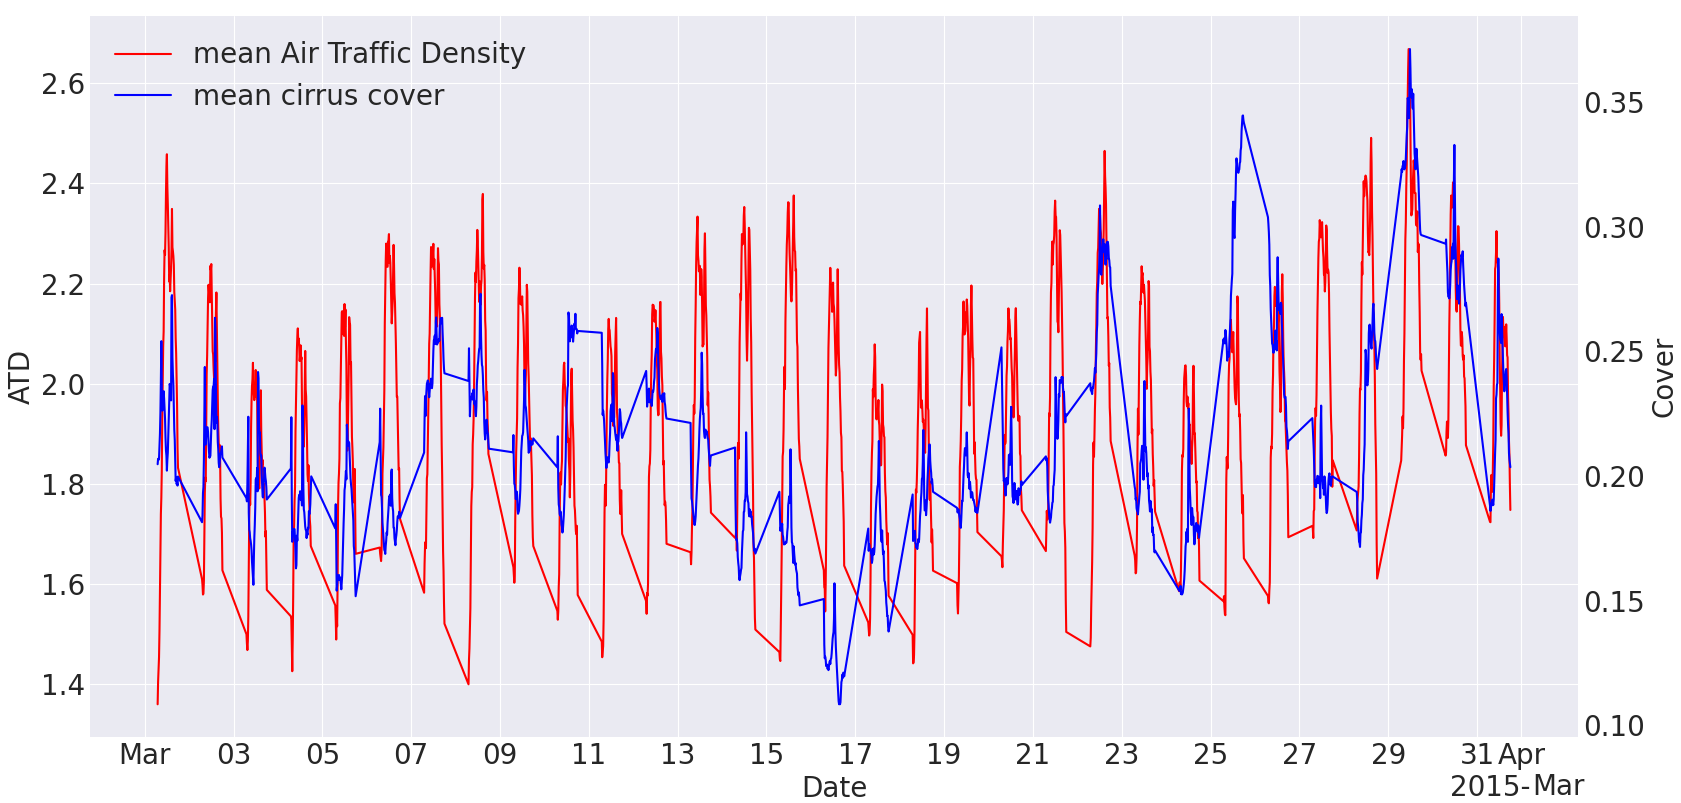 mean Air Traffic Density
mean cirrus cover
2.6
2.4
2.2
2.0
1.8
1.6
1.4
ATD
0.35
0.30
0.25
0.20
0.15
0.10
Cover
Mar 03 05 07 09 11 13 15 17 19 21 23 25 27 29 31 Apr
Date
2015-Mar